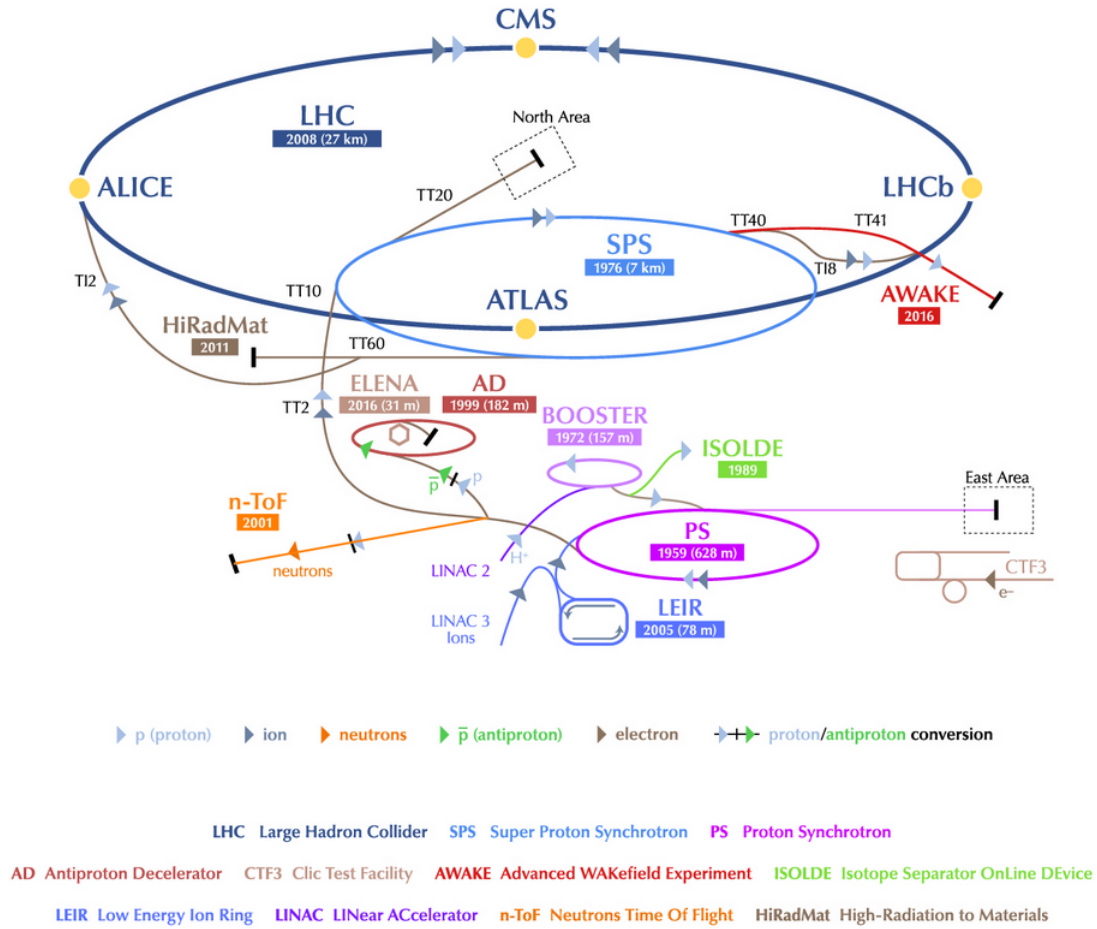 CMS
LHC
2008 (27 km)
North Area
ALICE
LHCb
TT20
TT40
TT41
SPS
1976 (7 km)
TI8
TI2
TT10
ATLAS
AWAKE
2016
HiRadMat
2011
TT60
ELENA
2016 (31 m)
AD
1999 (182 m)
TT2
BOOSTER
1972 (157 m)
ISOLDE
1989
p
p̅
East Area
n-ToF
2001
neutrons
PS
1959 (628 m)
H⁺
LINAC 2
CTF3
e–
LEIR
2005 (78 m)
LINAC 3
Ions
p (proton) ion neutrons p̅ (antiproton) electron proton/antiproton conversion
LHC Large Hadron Collider SPS Super Proton Synchrotron PS Proton Synchrotron
AD Antiproton Decelerator CTF3 Clic Test Facility AWAKE Advanced WAKefield Experiment ISOLDE Isotope Separator OnLine DEvice
LEIR Low Energy Ion Ring LINAC LINear ACcelerator n-ToF Neutrons Time Of Flight HiRadMat High-Radiation to Materials